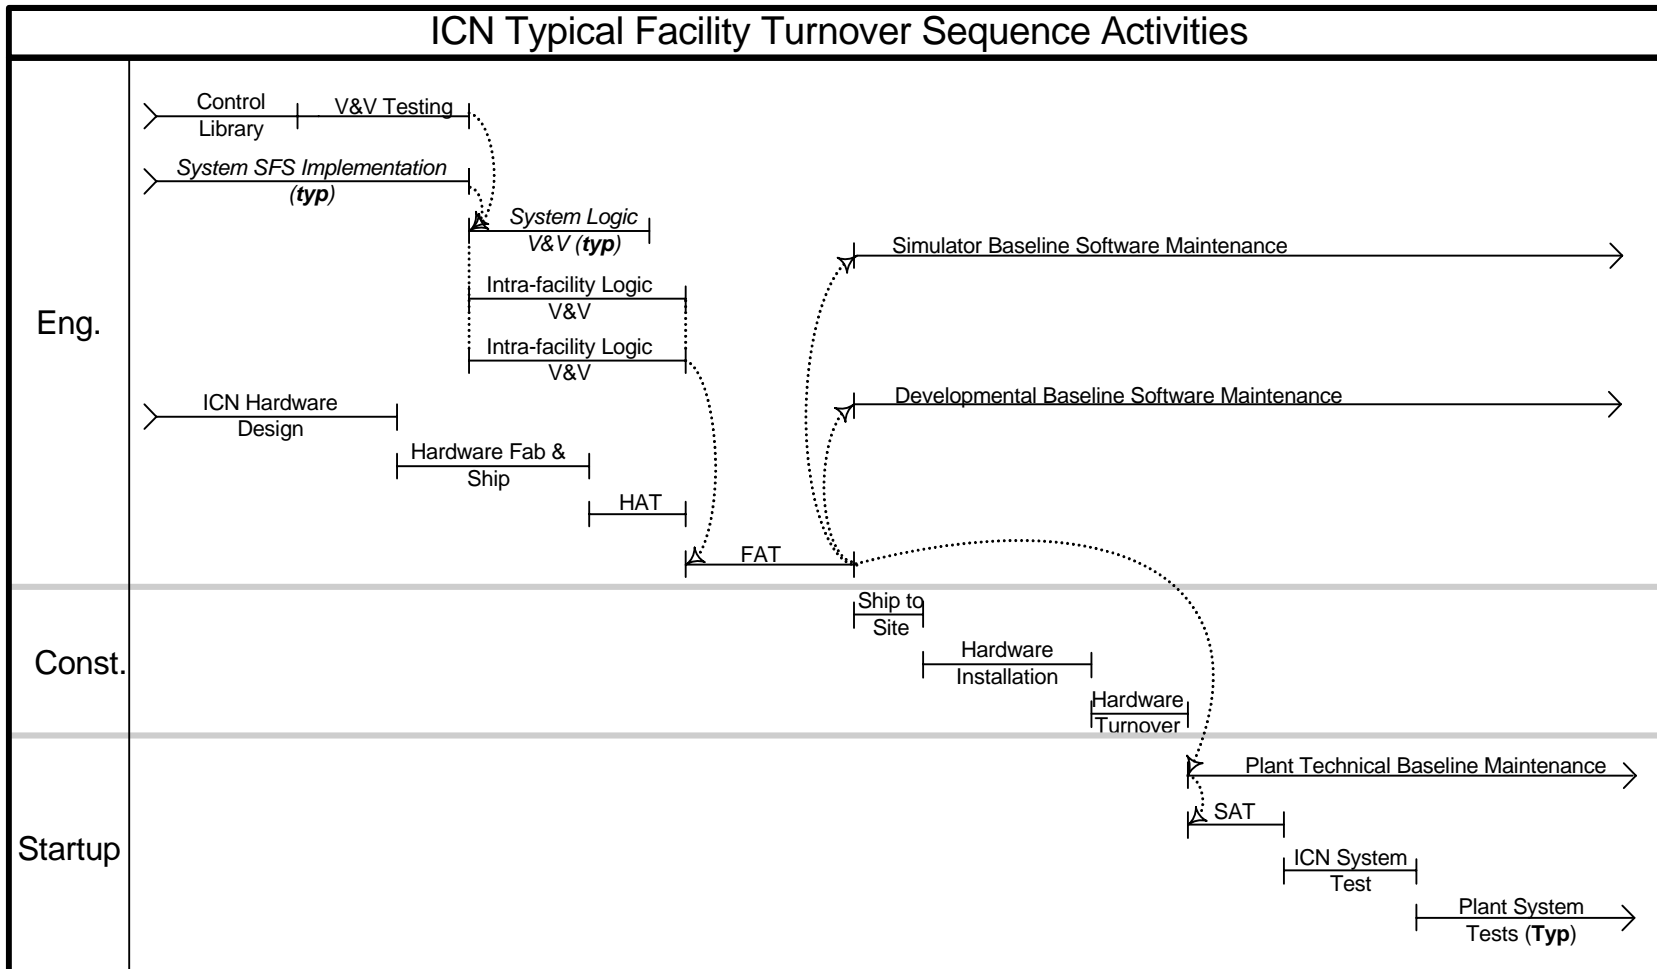 ICN Typical Facility Turnover Sequence Activities
Control
Library
V&V Testing
System SFS Implementation
(typ)
System Logic
V&V (typ)
Simulator Baseline Software Maintenance
Intra-facility Logic
V&V
Eng.
Intra-facility Logic
V&V
ICN Hardware
Design
Developmental Baseline Software Maintenance
Hardware Fab &
Ship
HAT
FAT
Ship to
Site
Const.
Hardware
Installation
Hardware
Turnover
Plant Technical Baseline Maintenance
SAT
Startup
ICN System
Test
Plant System
Tests (Typ)